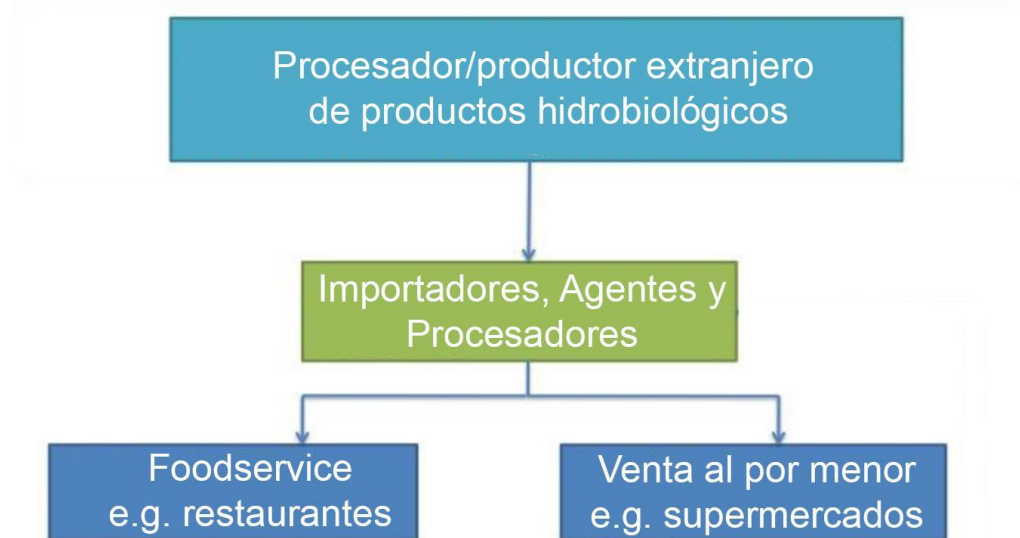 Procesador/productor extranjero
de productos hidrobiológicos
Importadores, Agentes y
Procesadores
Foodservice
e.g. restaurantes
Venta al por menor
e.g. supermercados